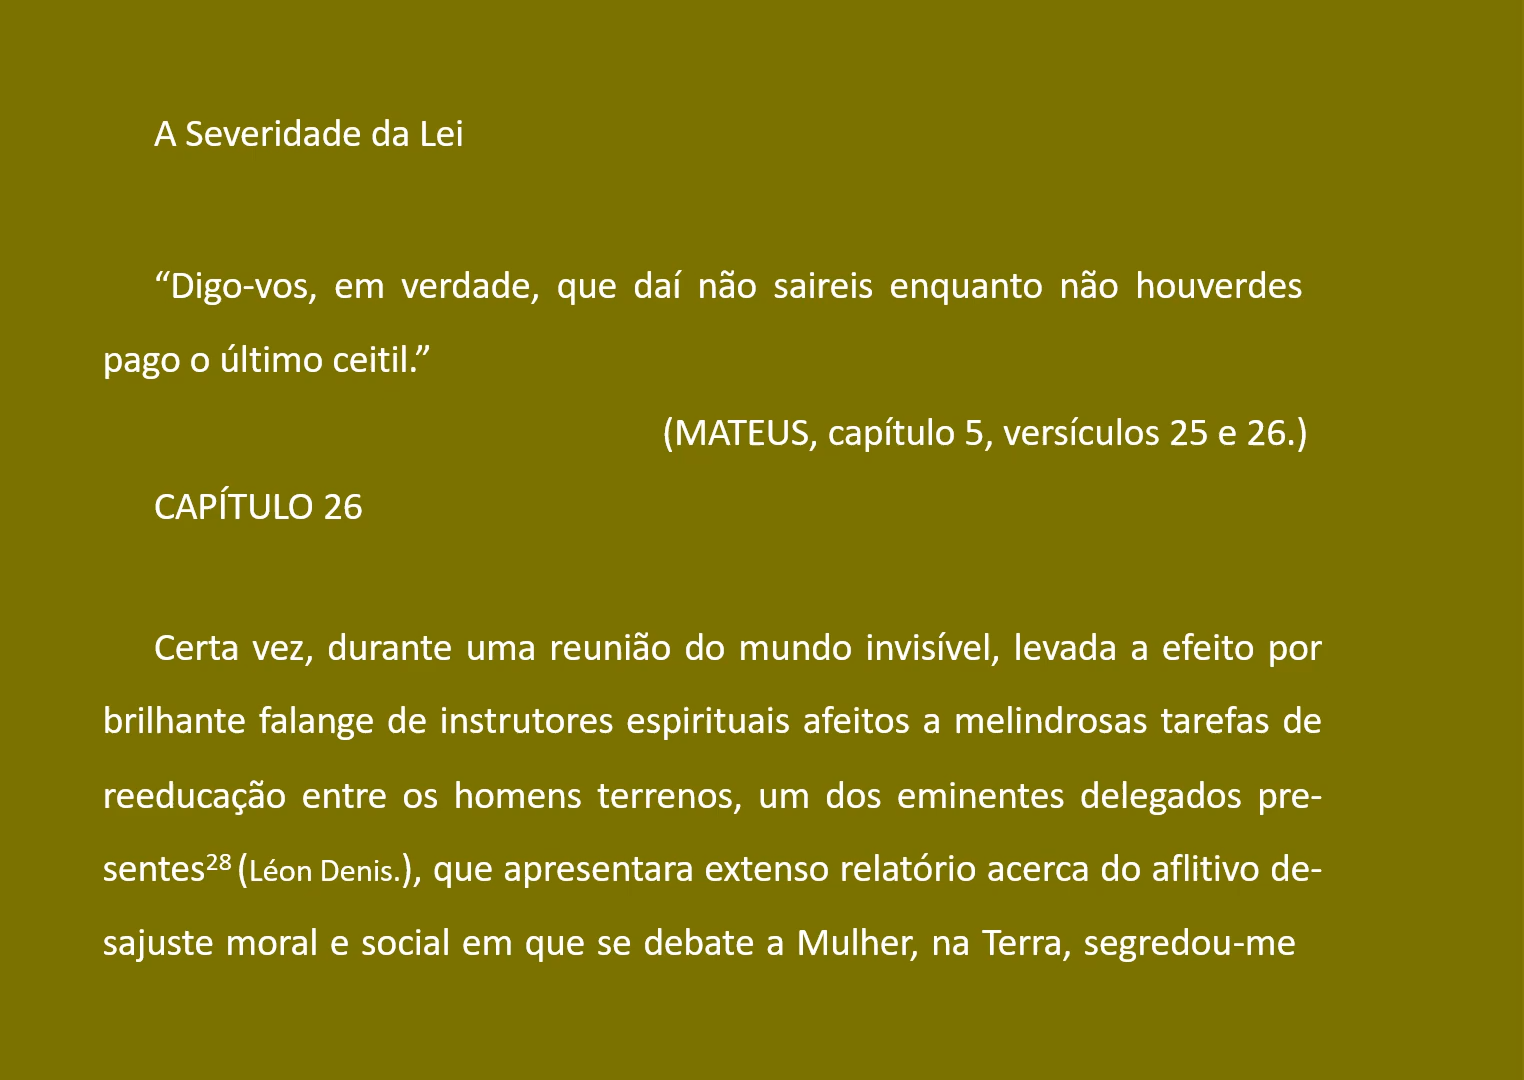 A Severidade da Lei
“Digo-vos, em verdade, que daí não saireis enquanto não houverdes
pago o último ceitil.”
(MATEUS, capítulo 5, versículos 25 e 26.)
CAPÍTULO 26
Certa vez, durante uma reunião do mundo invisível, levada a efeito por
brilhante falange de instrutores espirituais afeitos a melindrosas tarefas de
reeducação entre os homens terrenos, um dos eminentes delegados pre-
sentes²⁸ (Léon Denis.), que apresentara extenso relatório acerca do aflitivo de-
sajuste moral e social em que se debate a Mulher, na Terra, segredou-me